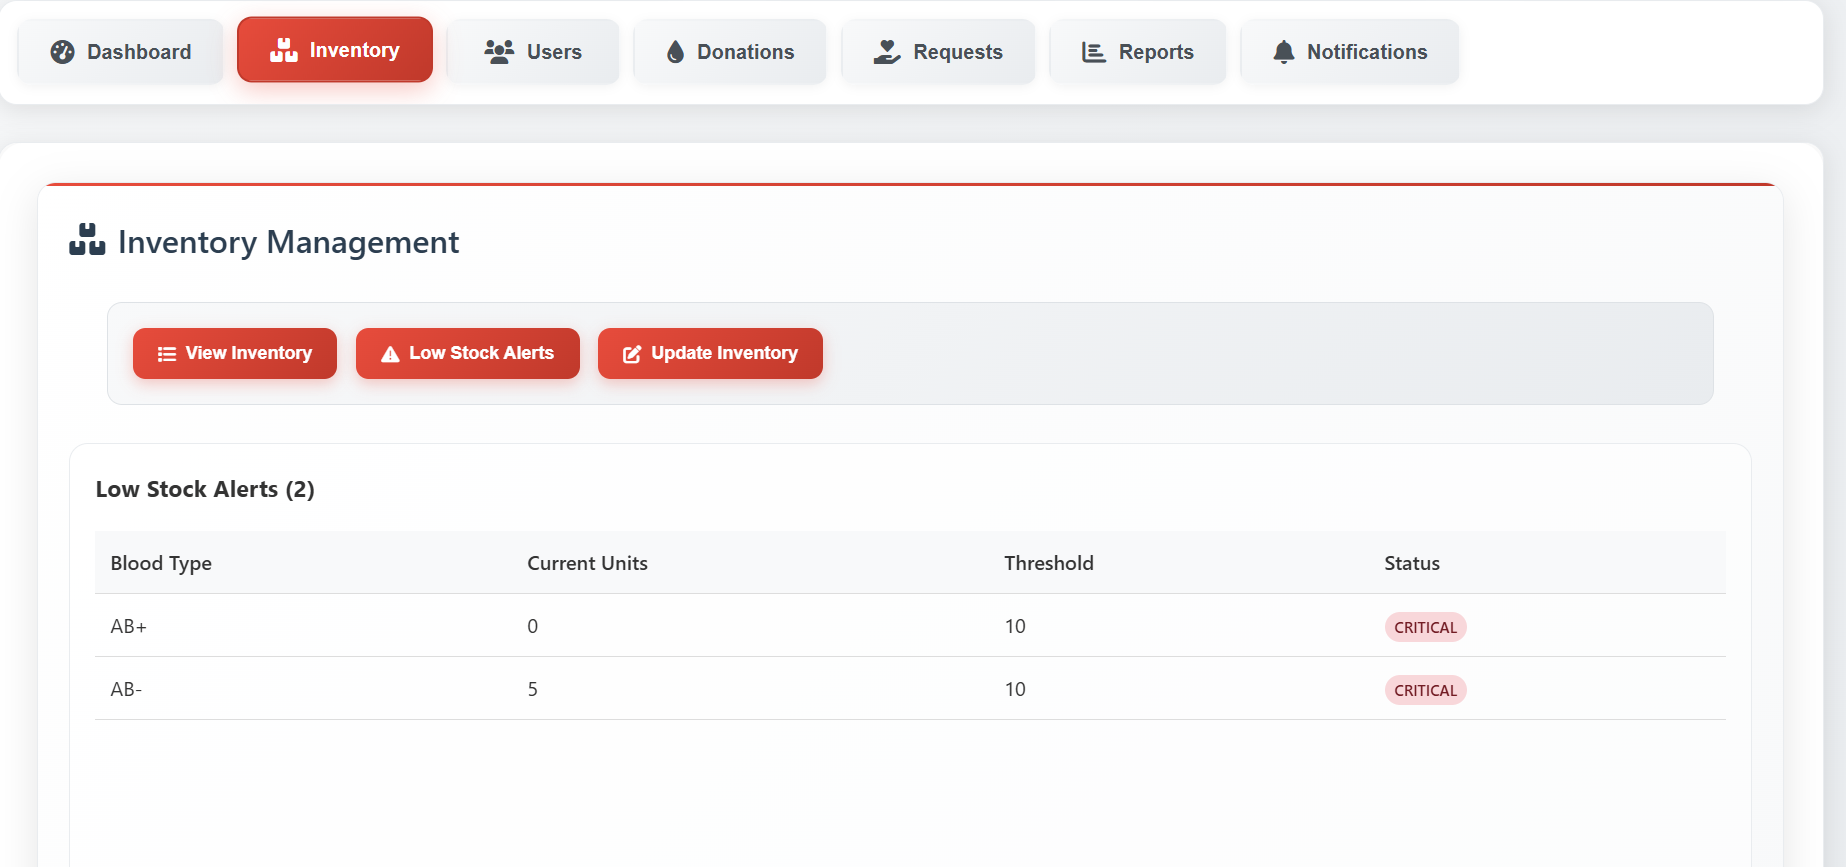 Dashboard Inventory Users Donations Requests Reports Notifications
Inventory Management
View Inventory Low Stock Alerts Update Inventory
Low Stock Alerts (2)
Blood Type Current Units Threshold Status
AB+ 0 10 CRITICAL
AB- 5 10 CRITICAL